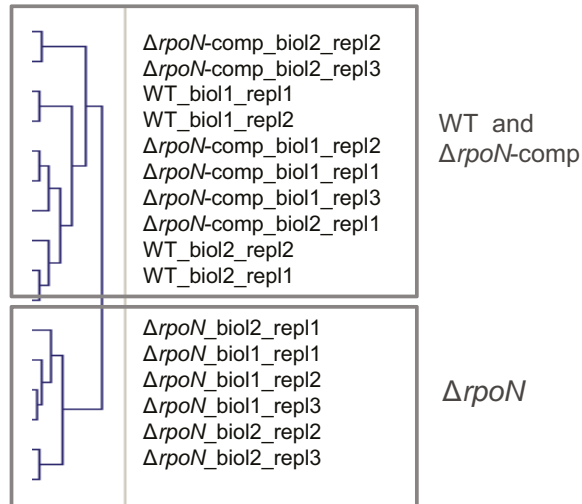 ΔrpoN-comp_biol2_repl2
ΔrpoN-comp_biol2_repl3
WT_biol1_repl1
WT_biol1_repl2
ΔrpoN-comp_biol1_repl2
ΔrpoN-comp_biol1_repl1
ΔrpoN-comp_biol1_repl3
ΔrpoN-comp_biol2_repl1
WT_biol2_repl2
WT_biol2_repl1
WT and
ΔrpoN-comp
ΔrpoN_biol2_repl1
ΔrpoN_biol1_repl1
ΔrpoN_biol1_repl2
ΔrpoN_biol1_repl3
ΔrpoN_biol2_repl2
ΔrpoN_biol2_repl3
ΔrpoN